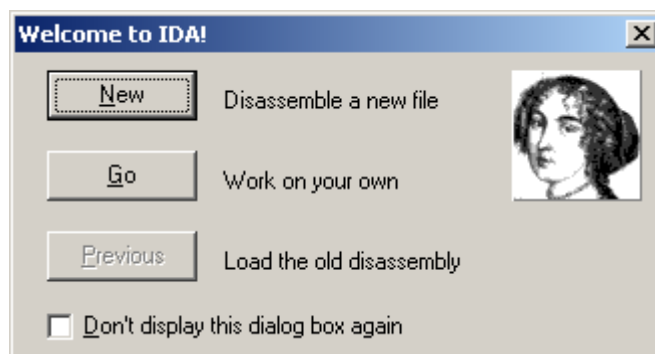 Welcome to IDA!
New Disassemble a new file
Go Work on your own
Previous Load the old disassembly
Don't display this dialog box again